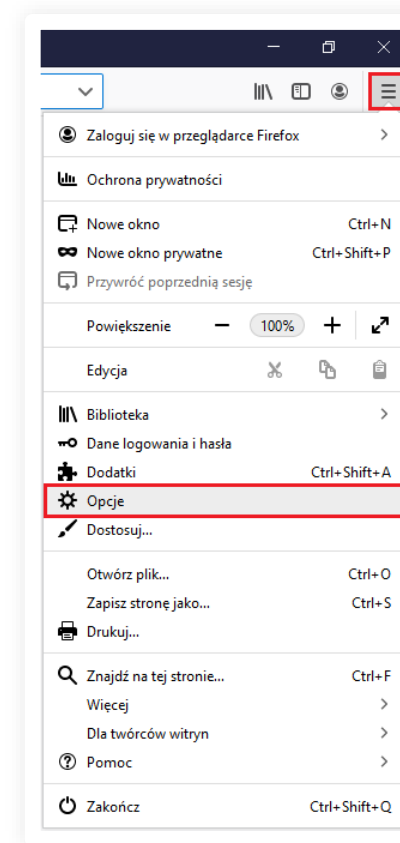 Zaloguj się w przeglądarce Firefox
Ochrona prywatności
Nowe okno Ctrl+N
Nowe okno prywatne Ctrl+Shift+P
Przywróć poprzednią sesję
Powiększenie 100%
Edycja
Biblioteka
Dane logowania i hasła
Dodatki Ctrl+Shift+A
Opcje
Dostosuj...
Otwórz plik... Ctrl+O
Zapisz stronę jako... Ctrl+S
Drukuj...
Znajdź na tej stronie... Ctrl+F
Więcej
Dla twórców witryn
Pomoc
Zakończ Ctrl+Shift+Q